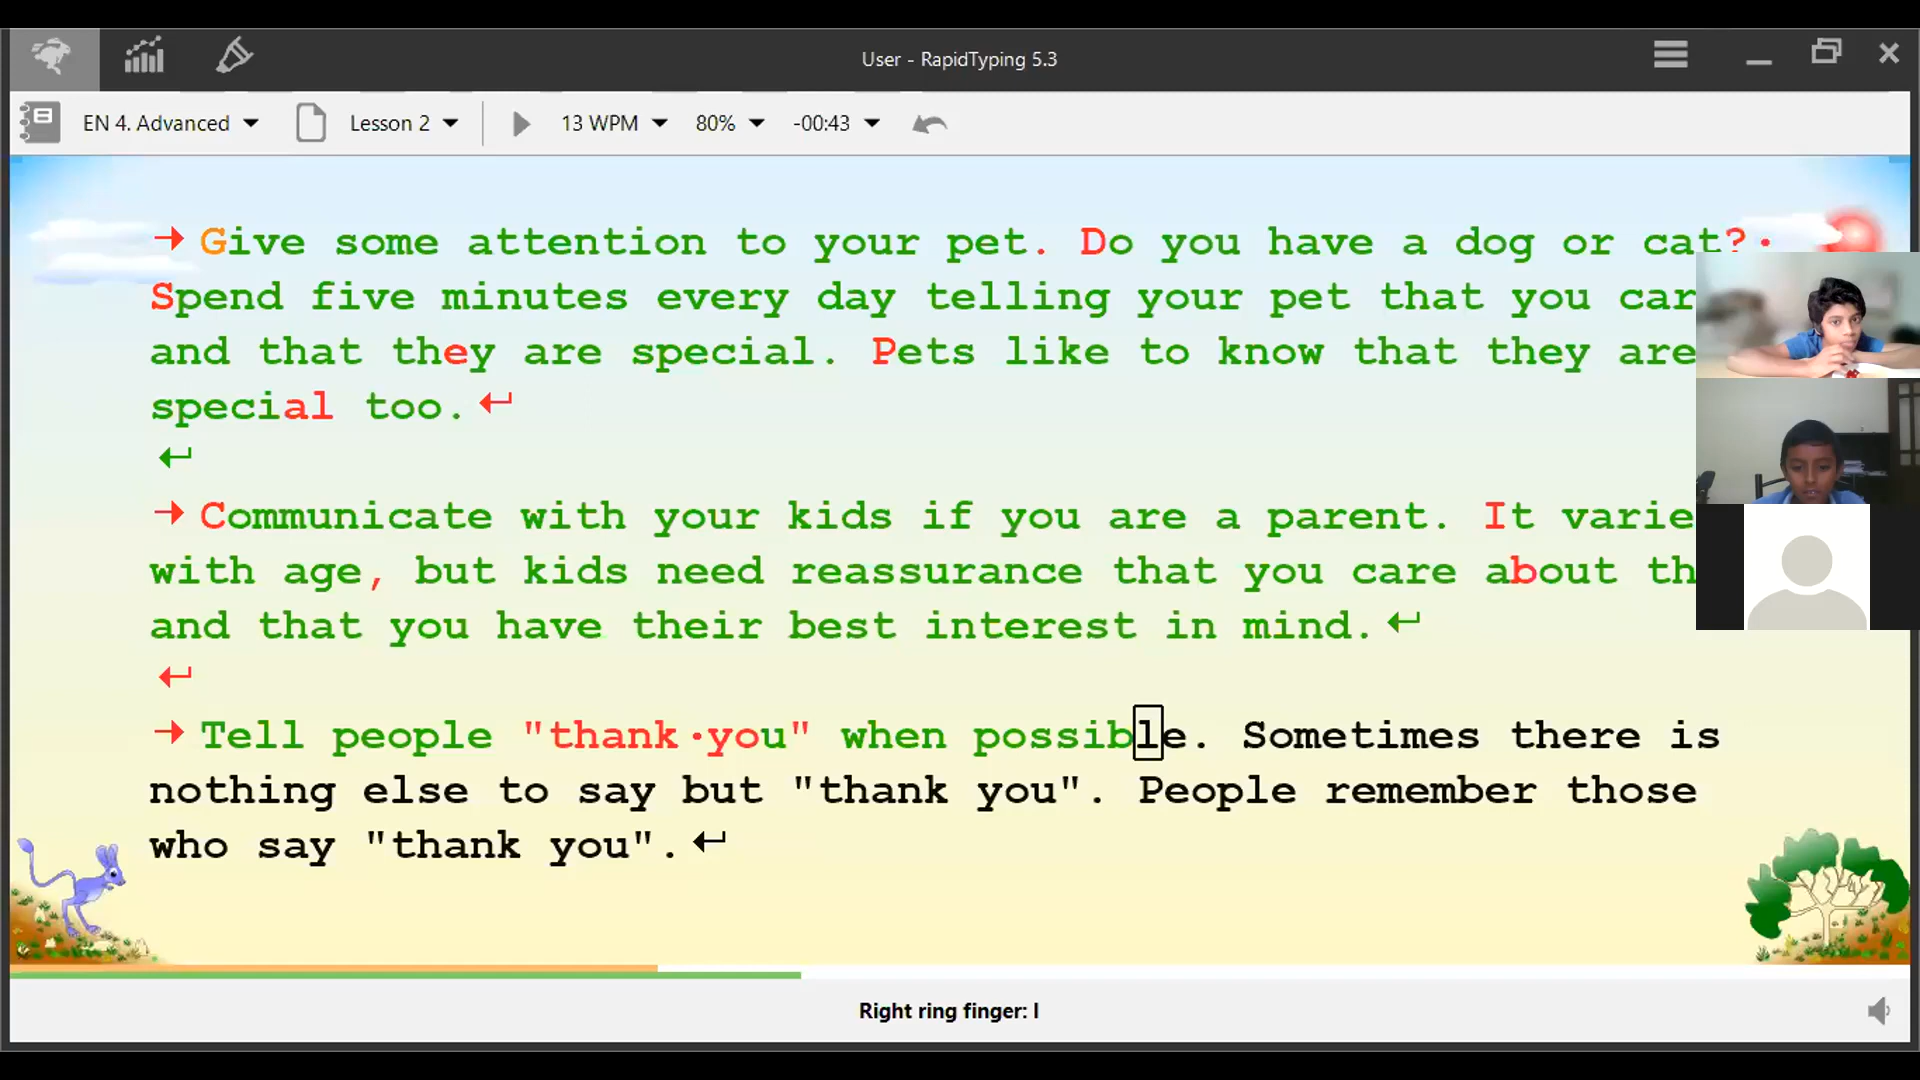 User - RapidTyping 5.3
EN 4. Advanced Lesson 2 13 WPM 80% -00:43
Give some attention to your pet. Do you have a dog or cat?
Spend five minutes every day telling your pet that you car
and that they are special. Pets like to know that they are
special too.
Communicate with your kids if you are a parent. It varie
with age, but kids need reassurance that you care about th
and that you have their best interest in mind.
Tell people "thank·you" when possible. Sometimes there is
nothing else to say but "thank you". People remember those
who say "thank you".
Right ring finger: l